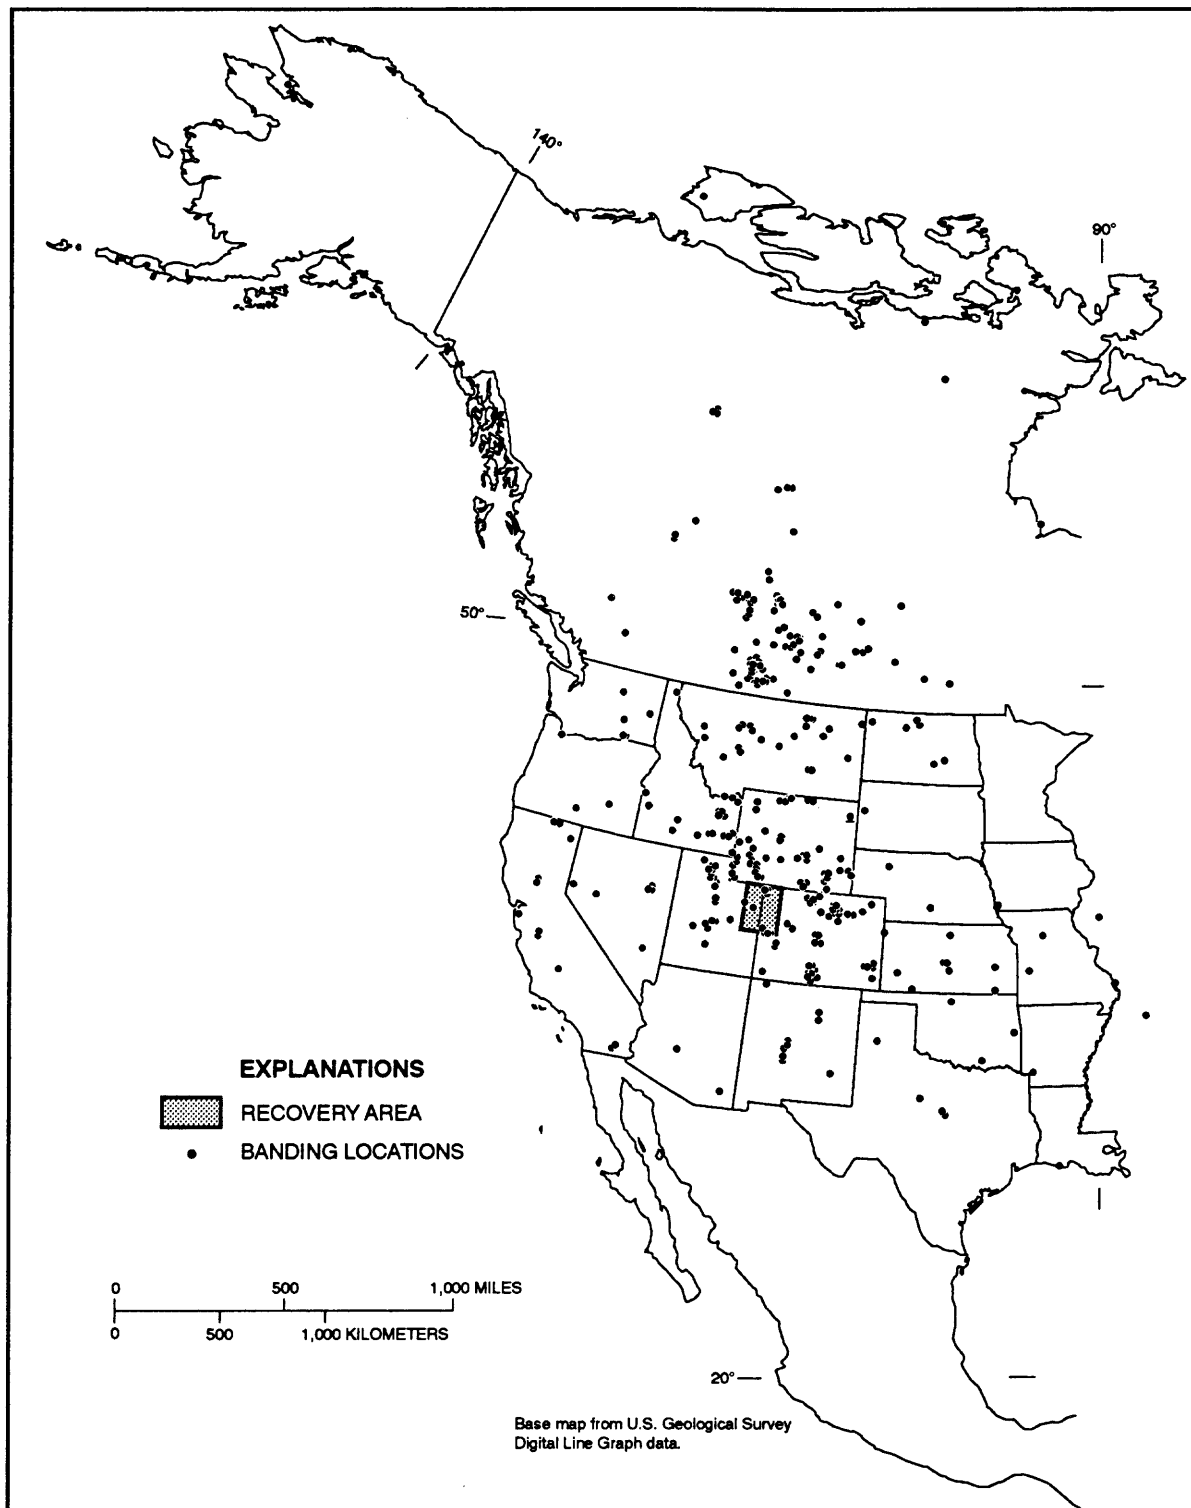 140°
90°
50°
EXPLANATIONS
RECOVERY AREA
BANDING LOCATIONS
0 500 1,000 MILES
0 500 1,000 KILOMETERS
20°
Base map from U.S. Geological Survey
Digital Line Graph data.